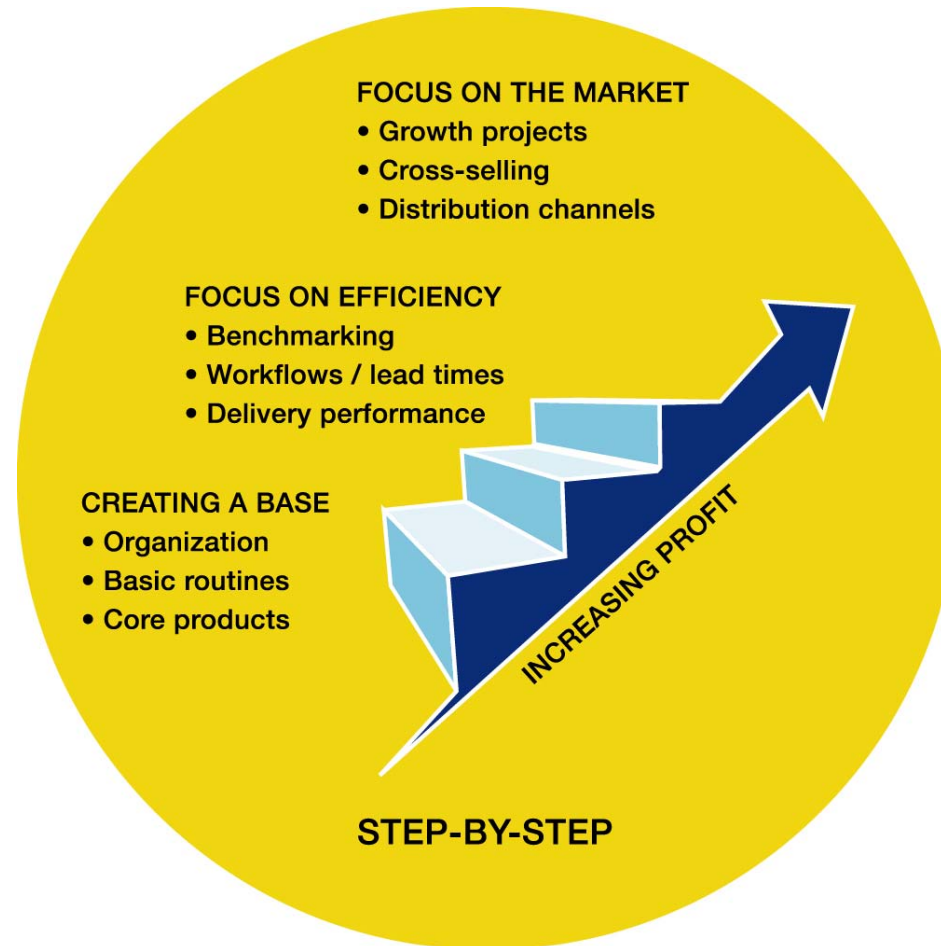 FOCUS ON THE MARKET
• Growth projects
• Cross-selling
• Distribution channels
FOCUS ON EFFICIENCY
• Benchmarking
• Workflows / lead times
• Delivery performance
CREATING A BASE
• Organization
• Basic routines
• Core products
INCREASING PROFIT
STEP-BY-STEP